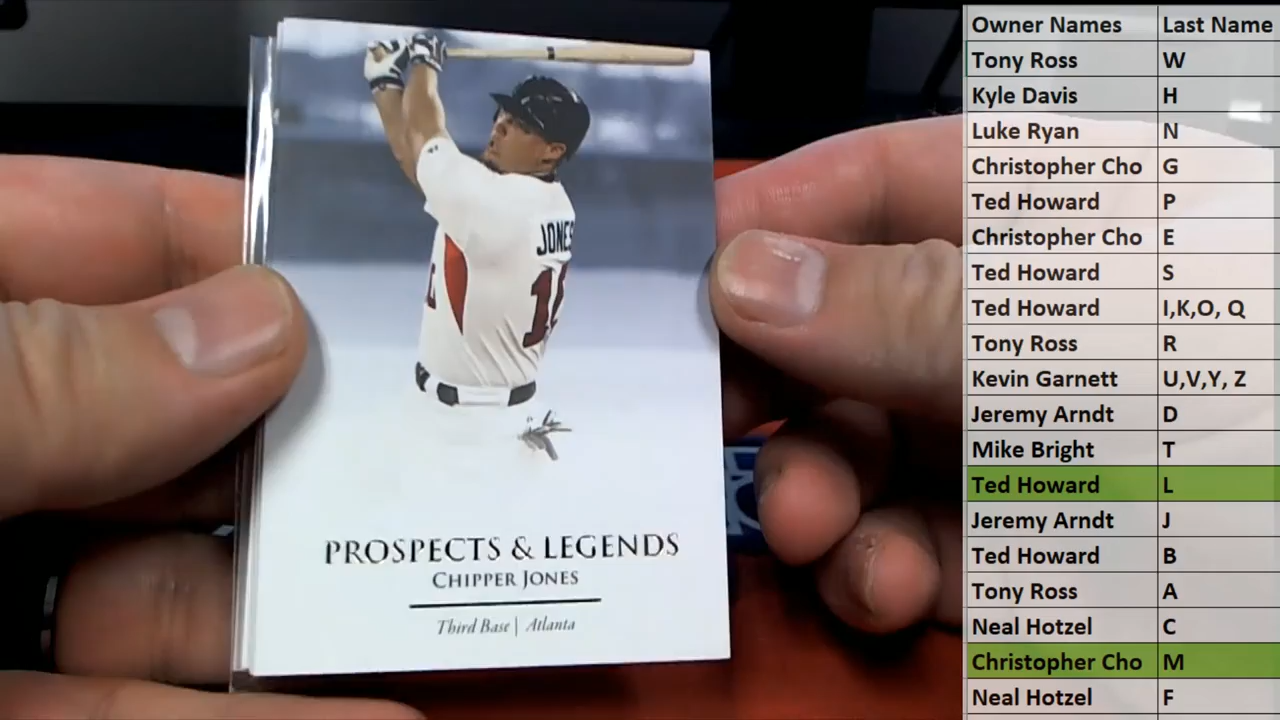 JONES
10
PROSPECTS & LEGENDS
CHIPPER JONES
Third Base | Atlanta
Owner Names Last Name
Tony Ross W
Kyle Davis H
Luke Ryan N
Christopher Cho G
Ted Howard P
Christopher Cho E
Ted Howard S
Ted Howard I,K,O, Q
Tony Ross R
Kevin Garnett U,V,Y, Z
Jeremy Arndt D
Mike Bright T
Ted Howard L
Jeremy Arndt J
Ted Howard B
Tony Ross A
Neal Hotzel C
Christopher Cho M
Neal Hotzel F